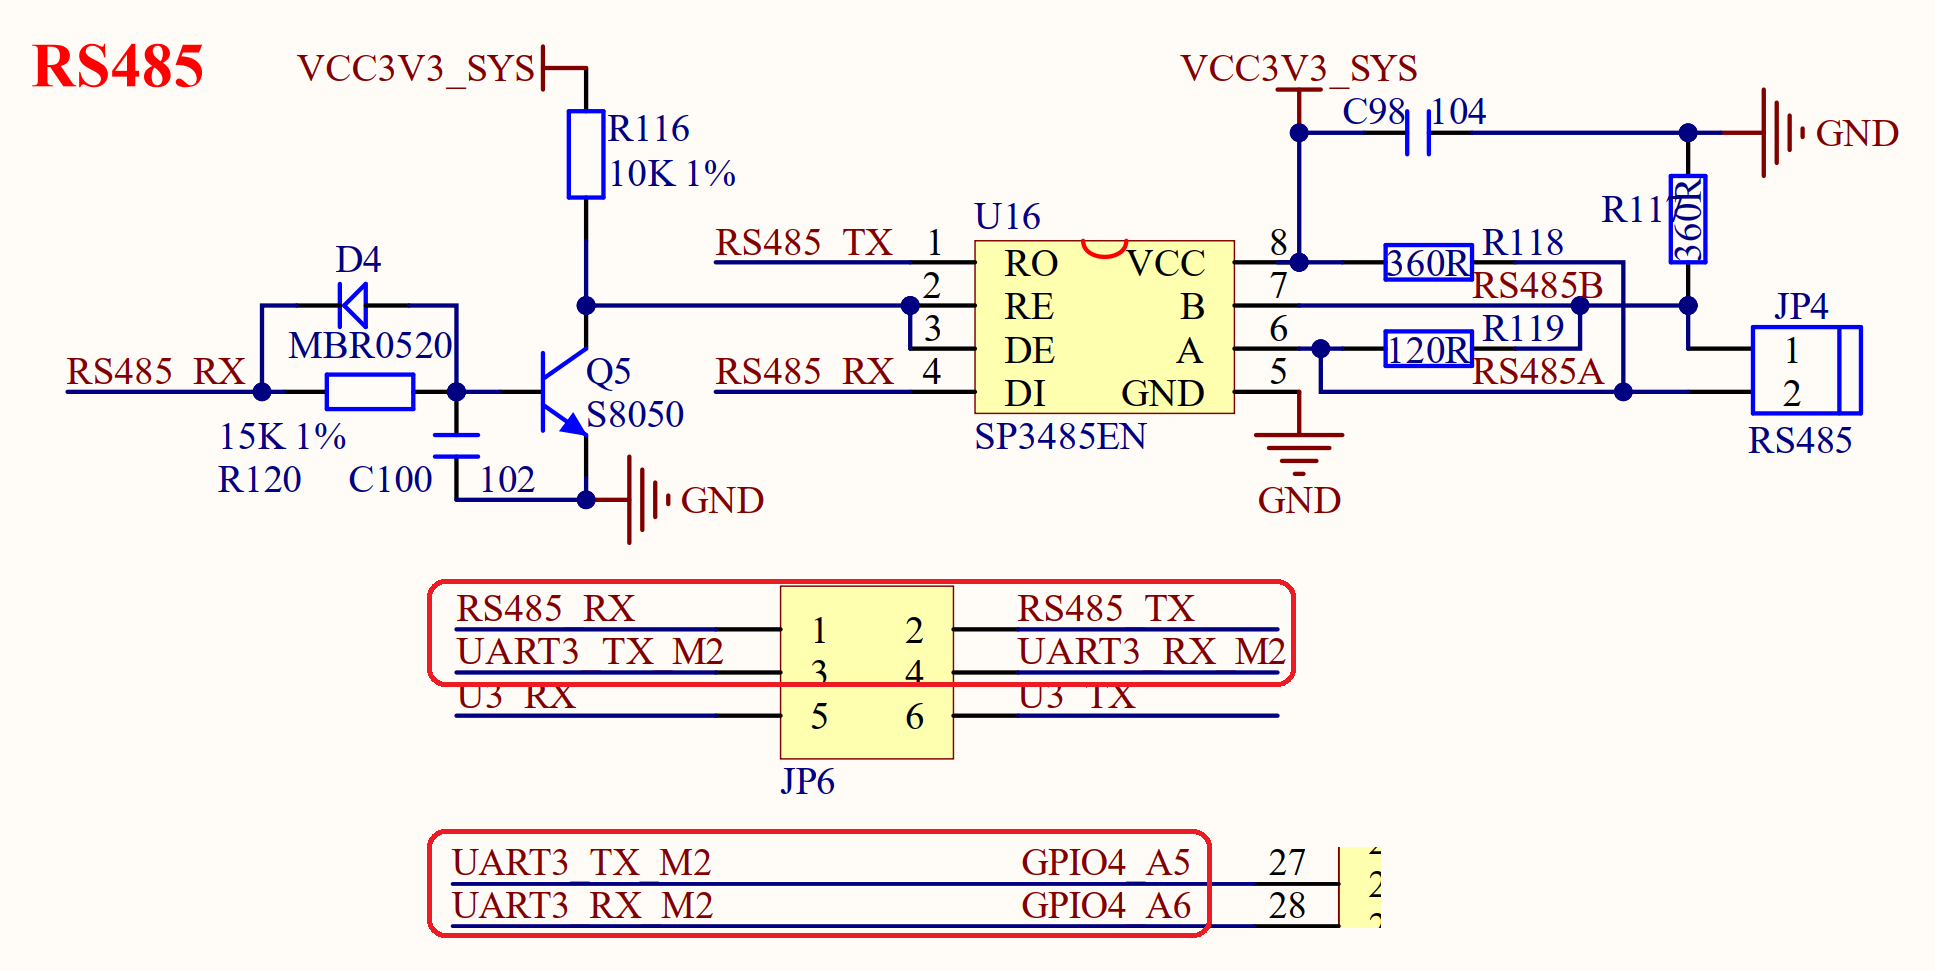 RS485
VCC3V3_SYS
R116
10K 1%
D4
MBR0520
RS485_RX
15K 1%
R120
C100
102
Q5
S8050
GND
RS485_TX
RS485_RX
U16
1 RO VCC 8
2 RE B 7
3 DE A 6
4 DI GND 5
SP3485EN
GND
VCC3V3_SYS
C98 104
GND
R117
360R
360R R118
RS485B
120R R119
RS485A
JP4
1
2
RS485
RS485_RX 1 2 RS485_TX
UART3_TX_M2 3 4 UART3_RX_M2
U3_RX 5 6 U3_TX
JP6
UART3_TX_M2 GPIO4_A5 27
UART3_RX_M2 GPIO4_A6 28